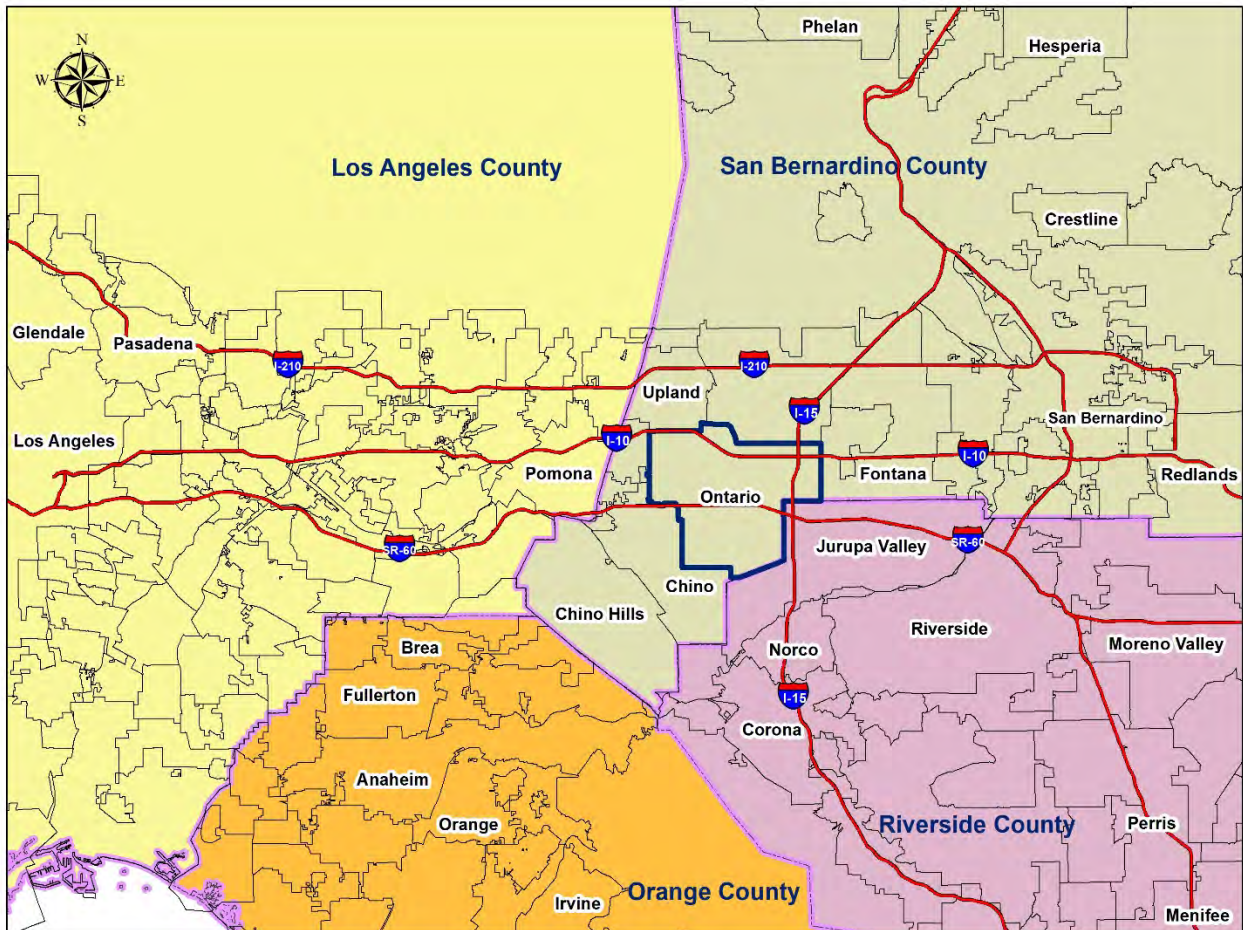 Phelan
Hesperia
N
W E
S
Los Angeles County
San Bernardino County
Crestline
Glendale
Pasadena
I-210
I-210
Upland
I-15
San Bernardino
Los Angeles
I-10
I-10
Pomona
Fontana
Redlands
Ontario
SR-60
SR-60
Jurupa Valley
Chino
Chino Hills
Riverside
Brea
Norco
Moreno Valley
Fullerton
I-15
Corona
Anaheim
Orange
Riverside County
Perris
Orange County
Irvine
Menifee